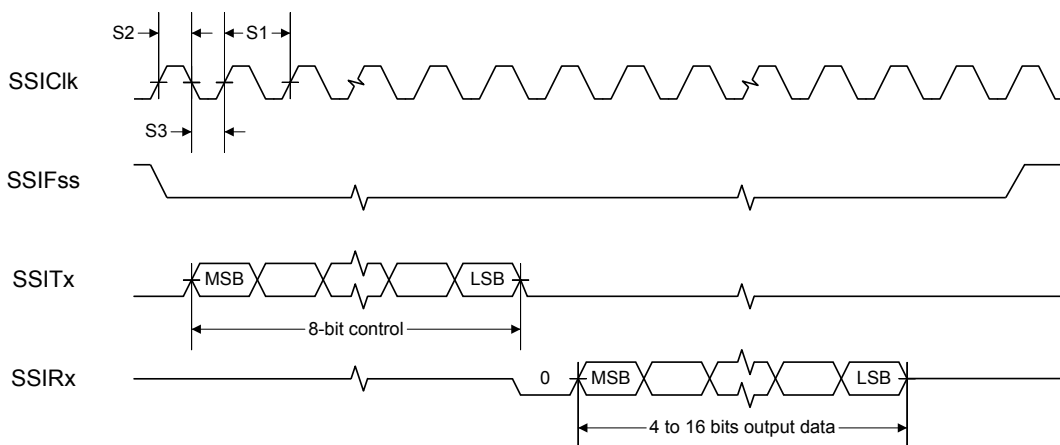 S2
S1
SSIClk
S3
SSIFss
SSITx
MSB
LSB
8-bit control
SSIRx
0
MSB
LSB
4 to 16 bits output data